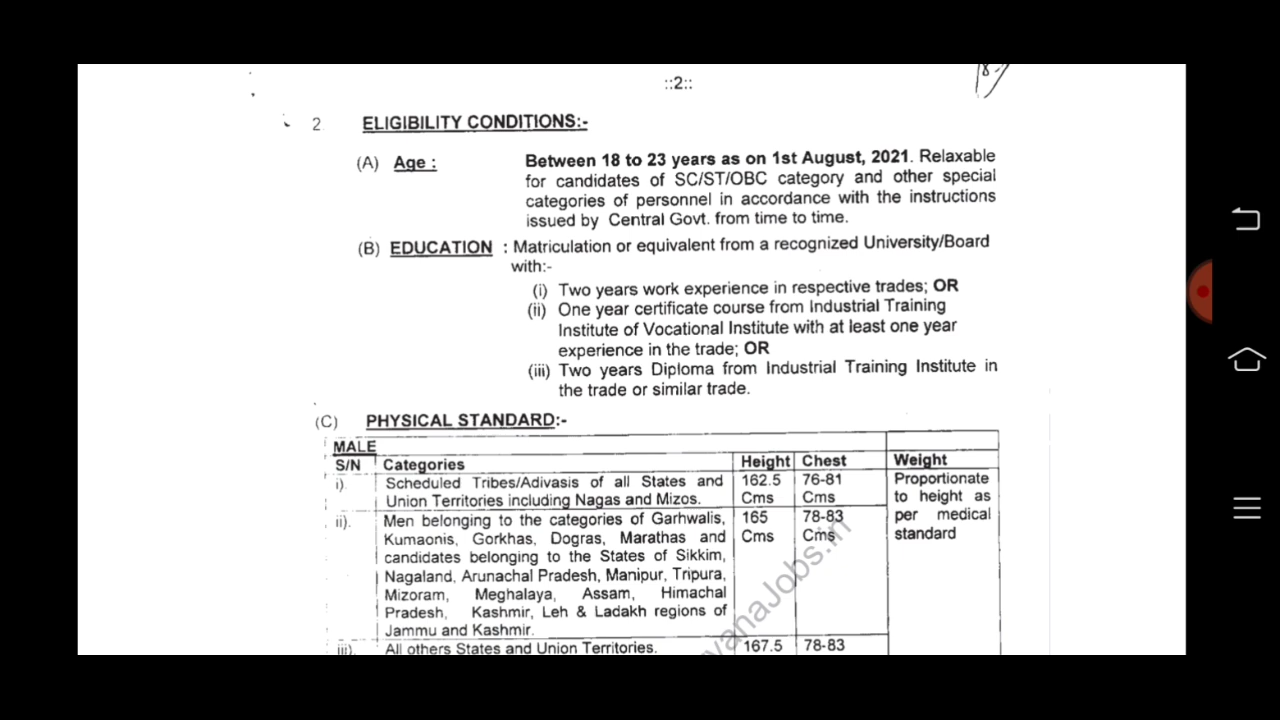 ::2::
2. ELIGIBILITY CONDITIONS:-
(A) Age : Between 18 to 23 years as on 1st August, 2021. Relaxable
for candidates of SC/ST/OBC category and other special
categories of personnel in accordance with the instructions
issued by Central Govt. from time to time.
(B) EDUCATION : Matriculation or equivalent from a recognized University/Board
with:-
(i) Two years work experience in respective trades; OR
(ii) One year certificate course from Industrial Training
Institute of Vocational Institute with at least one year
experience in the trade; OR
(iii) Two years Diploma from Industrial Training Institute in
the trade or similar trade.
(C) PHYSICAL STANDARD:-
MALE
S/N Categories Height Chest Weight
i). Scheduled Tribes/Adivasis of all States and 162.5 76-81 Proportionate
Union Territories including Nagas and Mizos. Cms Cms to height as
ii). Men belonging to the categories of Garhwalis, 165 78-83 per medical
Kumaonis, Gorkhas, Dogras, Marathas and Cms Cms standard
candidates belonging to the States of Sikkim,
Nagaland, Arunachal Pradesh, Manipur, Tripura,
Mizoram, Meghalaya, Assam, Himachal
Pradesh, Kashmir, Leh & Ladakh regions of
Jammu and Kashmir.
iii). All others States and Union Territories. 167.5 78-83
vanaJobs.in